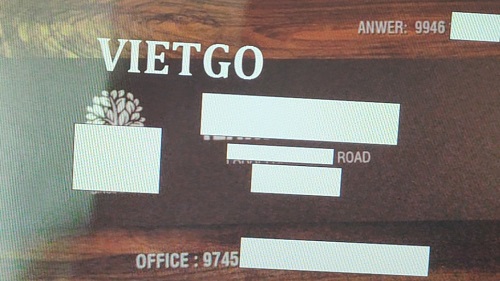 ANWER: 9946
VIETGO
ROAD
OFFICE : 9745